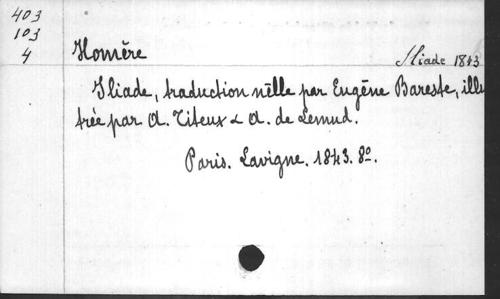 403
103
4
Homère
Iliade 1843
Iliade, traduction nelle par Eugène Bareste, illus
trée par A. Titeux & A. de Lemud.
Paris. Lavigne. 1843. 8o.